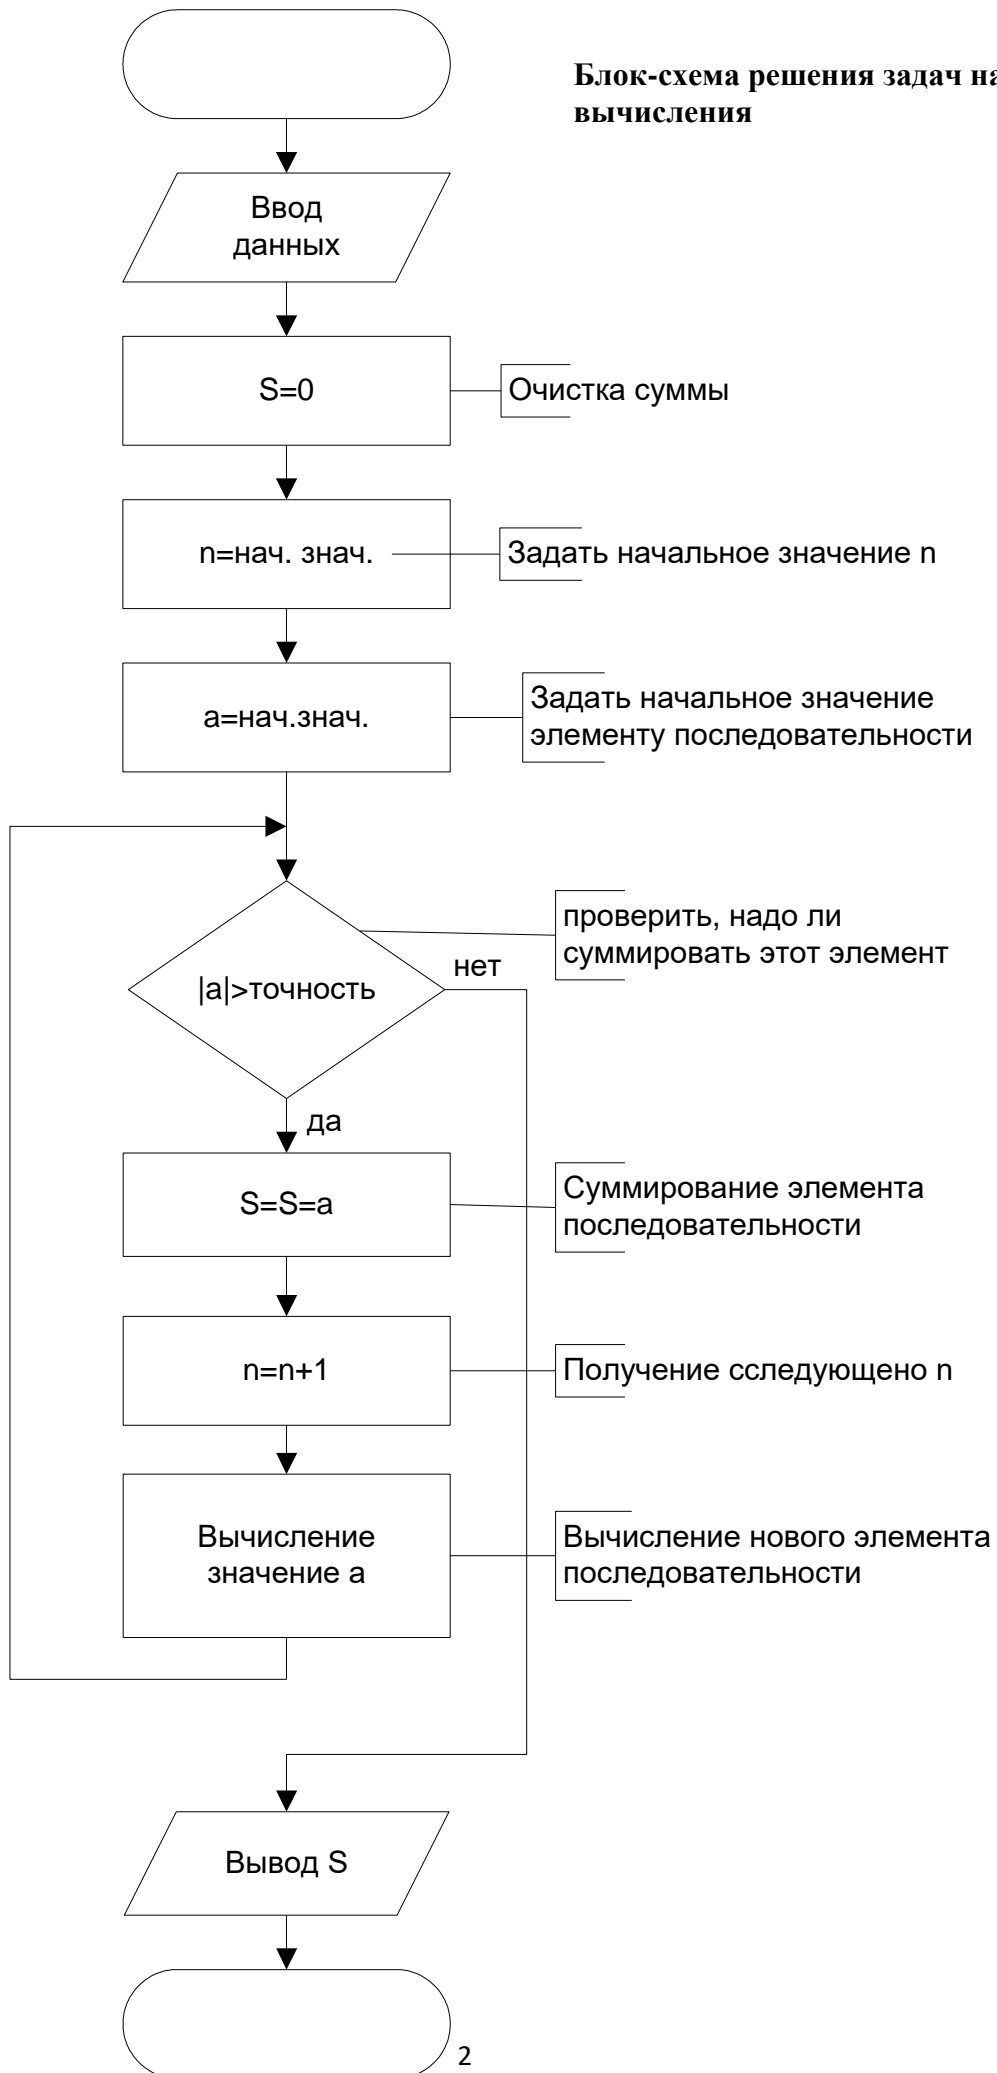 Блок-схема решения задач на
вычисления
Ввод
данных
S=0
Очистка суммы
n=нач. знач.
Задать начальное значение n
a=нач.знач.
Задать начальное значение
элементу последовательности
|a|>точность
проверить, надо ли
суммировать этот элемент
нет
да
S=S=a
Суммирование элемента
последовательности
n=n+1
Получение сследующено n
Вычисление
значение a
Вычисление нового элемента
последовательности
Вывод S
2